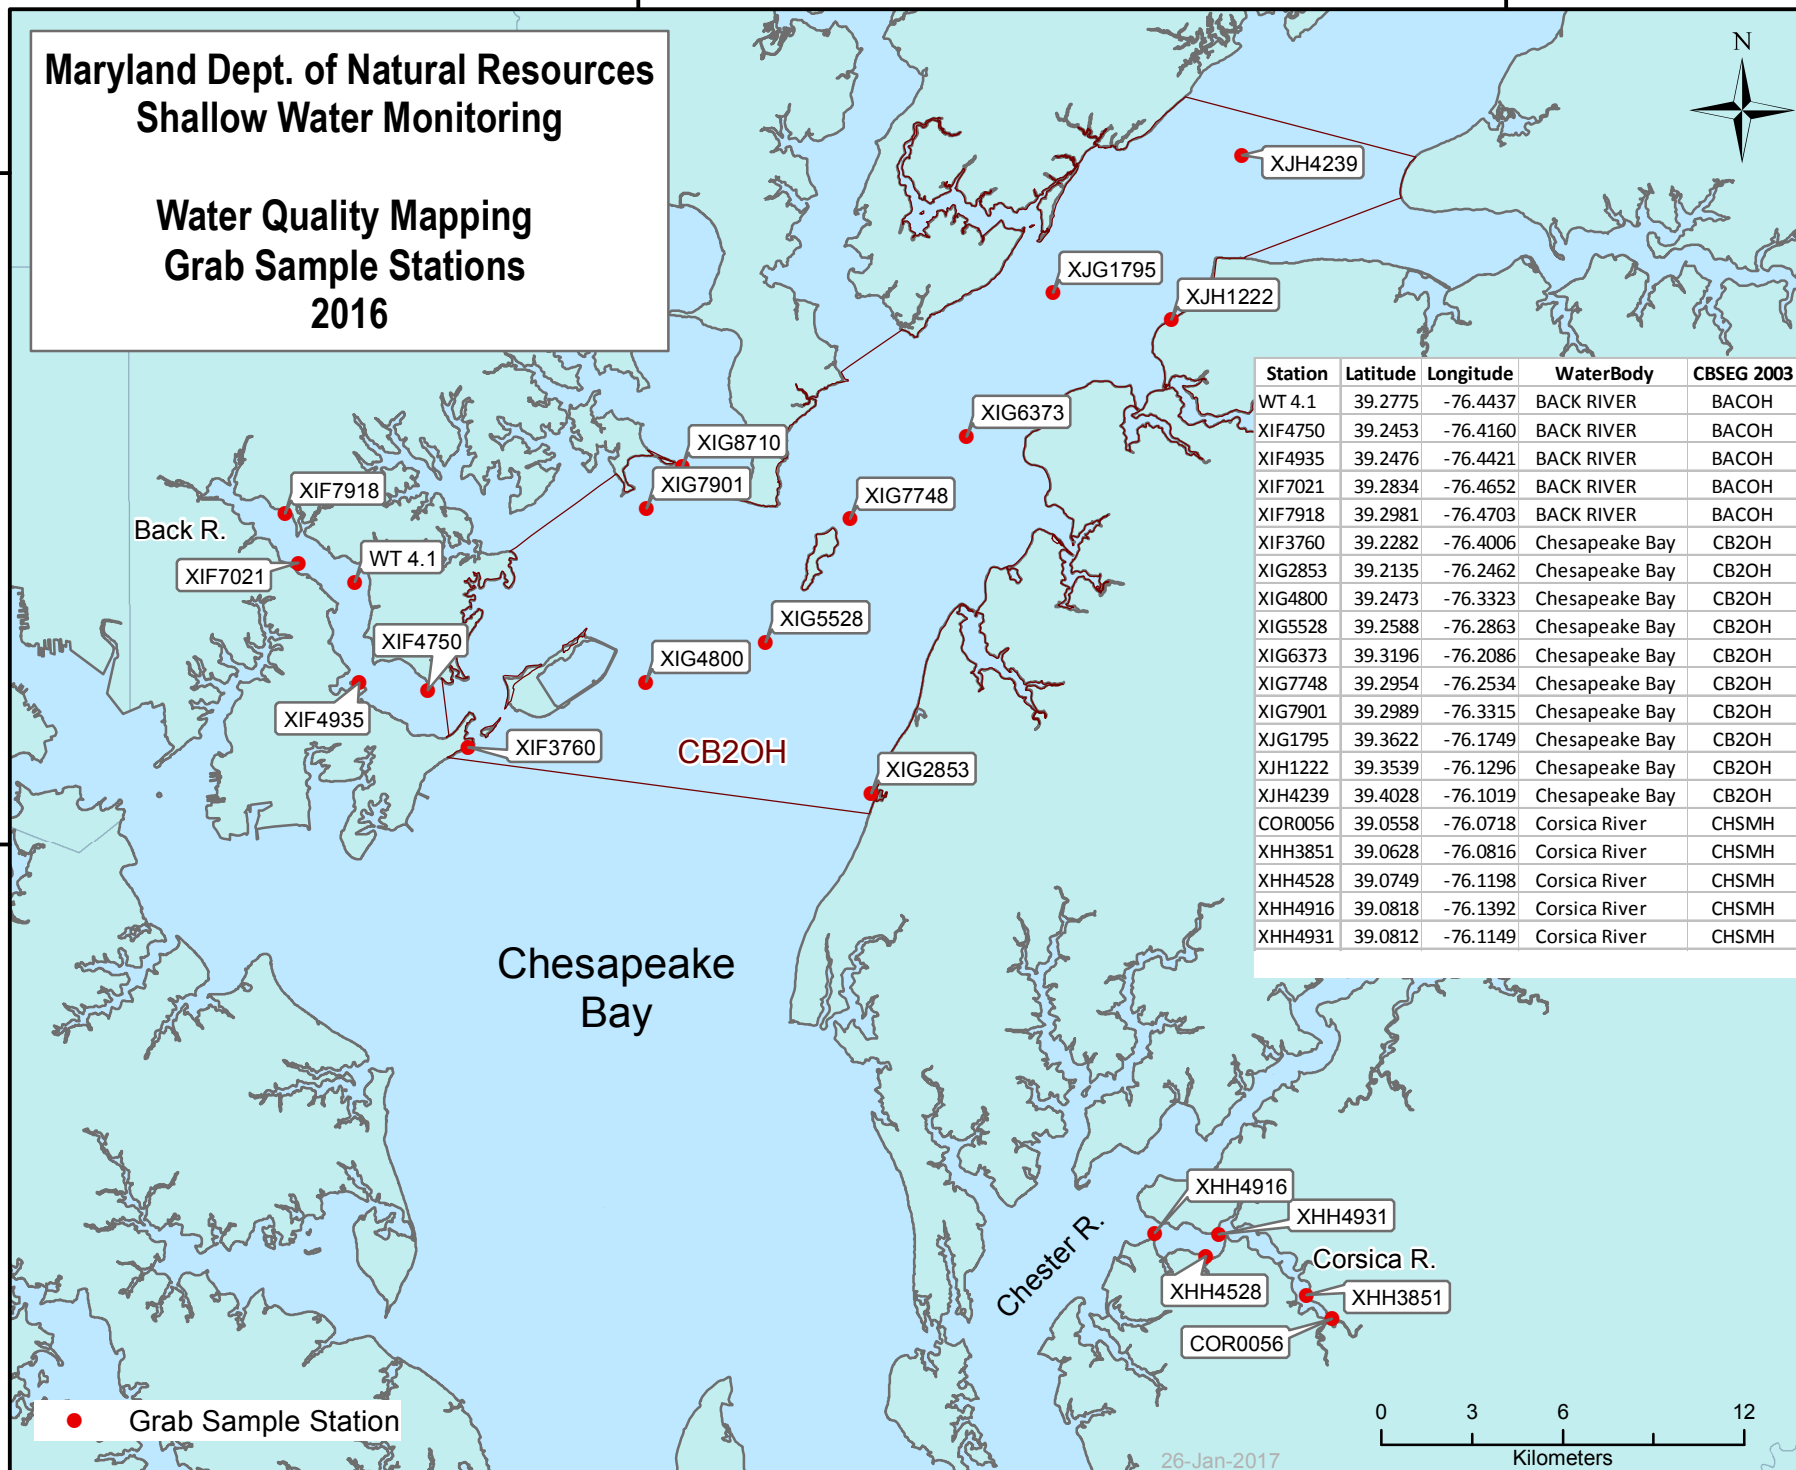 Maryland Dept. of Natural Resources
Shallow Water Monitoring
Water Quality Mapping
Grab Sample Stations
2016
N
XJH4239
XJG1795
XJH1222
XIG6373
XIG8710
XIG7901
XIG7748
XIF7918
Back R.
WT 4.1
XIF7021
XIF4750
XIG5528
XIG4800
XIF4935
XIF3760
CB2OH
XIG2853
Station Latitude Longitude WaterBody CBSEG 2003
WT 4.1 39.2775 -76.4437 BACK RIVER BACOH
XIF4750 39.2453 -76.4160 BACK RIVER BACOH
XIF4935 39.2476 -76.4421 BACK RIVER BACOH
XIF7021 39.2834 -76.4652 BACK RIVER BACOH
XIF7918 39.2981 -76.4703 BACK RIVER BACOH
XIF3760 39.2282 -76.4006 Chesapeake Bay CB2OH
XIG2853 39.2135 -76.2462 Chesapeake Bay CB2OH
XIG4800 39.2473 -76.3323 Chesapeake Bay CB2OH
XIG5528 39.2588 -76.2863 Chesapeake Bay CB2OH
XIG6373 39.3196 -76.2086 Chesapeake Bay CB2OH
XIG7748 39.2954 -76.2534 Chesapeake Bay CB2OH
XIG7901 39.2989 -76.3315 Chesapeake Bay CB2OH
XJG1795 39.3622 -76.1749 Chesapeake Bay CB2OH
XJH1222 39.3539 -76.1296 Chesapeake Bay CB2OH
XJH4239 39.4028 -76.1019 Chesapeake Bay CB2OH
COR0056 39.0558 -76.0718 Corsica River CHSMH
XHH3851 39.0628 -76.0816 Corsica River CHSMH
XHH4528 39.0749 -76.1198 Corsica River CHSMH
XHH4916 39.0818 -76.1392 Corsica River CHSMH
XHH4931 39.0812 -76.1149 Corsica River CHSMH
Chesapeake
Bay
XHH4916
XHH4931
Chester R.
Corsica R.
XHH4528
XHH3851
COR0056
Grab Sample Station
0 3 6 12
Kilometers
26-Jan-2017